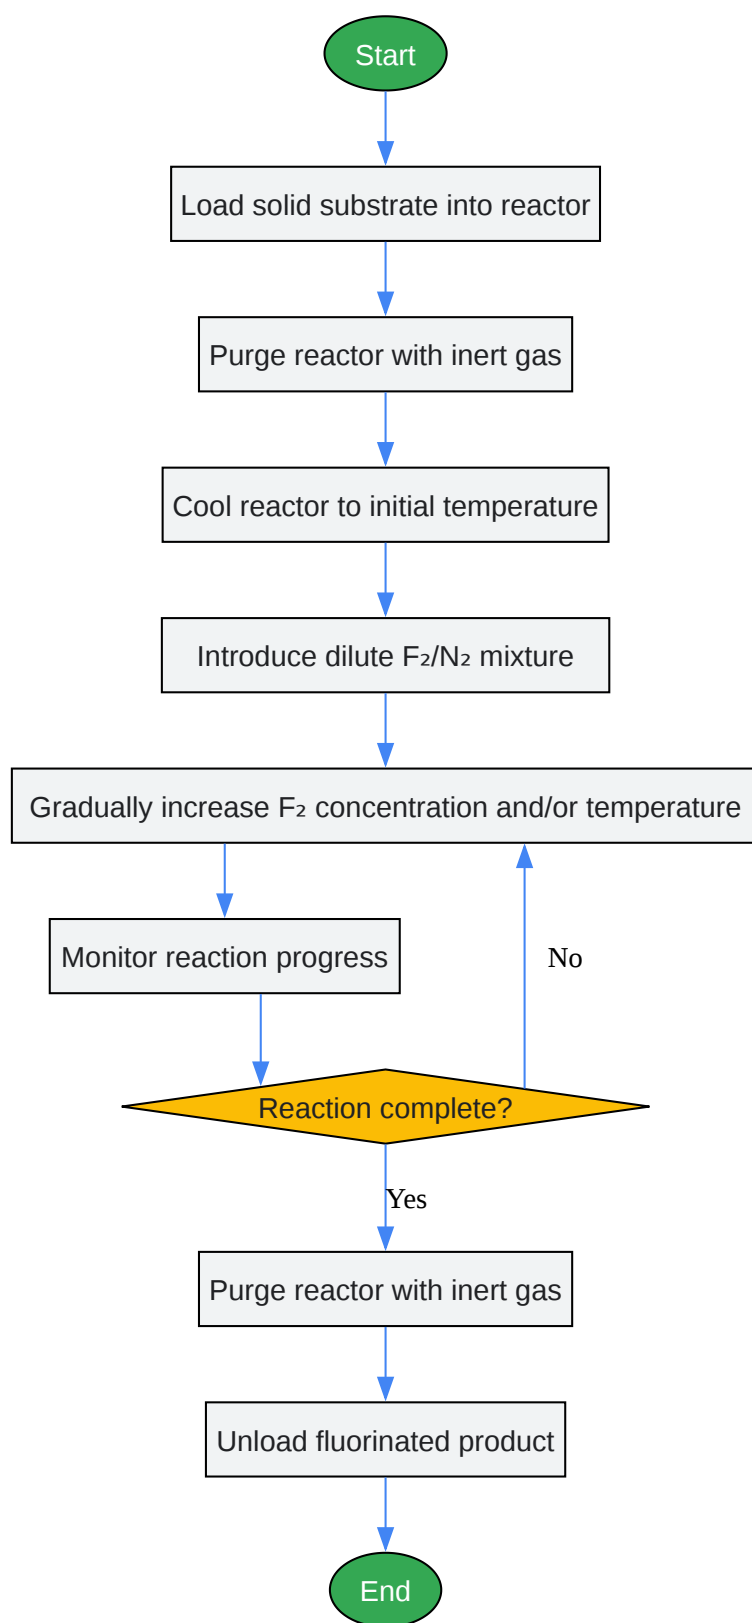 Start
Load solid substrate into reactor
Purge reactor with inert gas
Cool reactor to initial temperature
Introduce dilute F₂/N₂ mixture
Gradually increase F₂ concentration and/or temperature
Monitor reaction progress
No
Reaction complete?
Yes
Purge reactor with inert gas
Unload fluorinated product
End